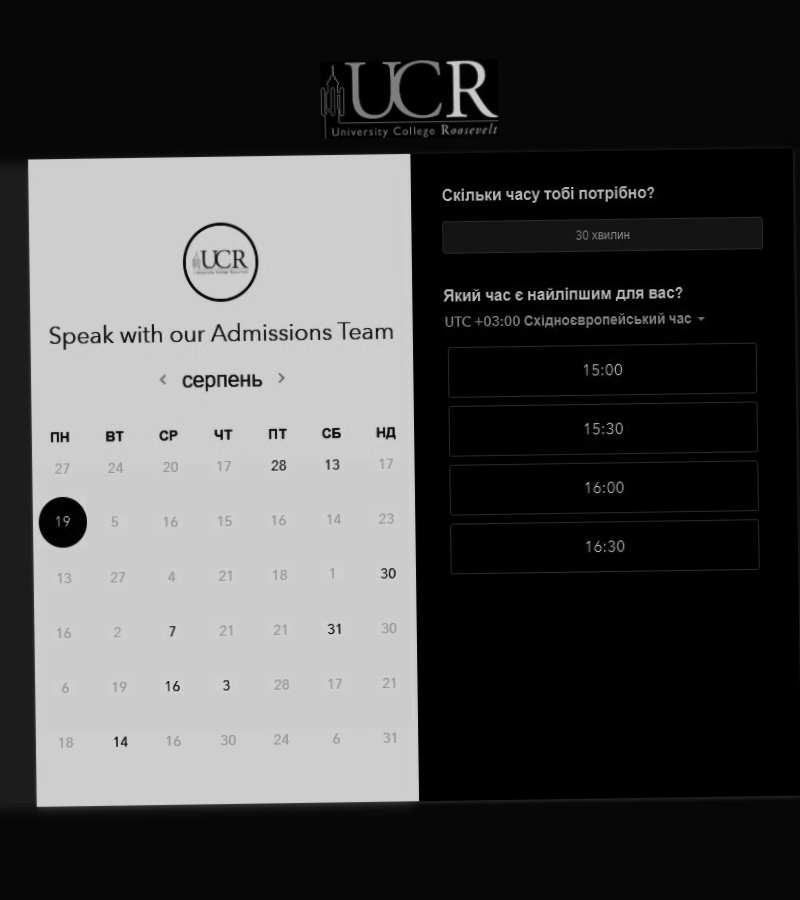 UCR
University College Roosevelt
UCR
University College Roosevelt
Speak with our Admissions Team
серпень
ПН ВТ СР ЧТ ПТ СБ НД
27 24 20 17 28 13 17
19 5 16 15 16 14 23
13 27 4 21 18 1 30
16 2 7 21 21 31 30
6 19 16 3 28 17 21
18 14 16 30 24 6 31
Скільки часу тобі потрібно?
30 хвилин
Який час є найліпшим для вас?
UTC +03:00 Східноєвропейський час
15:00
15:30
16:00
16:30